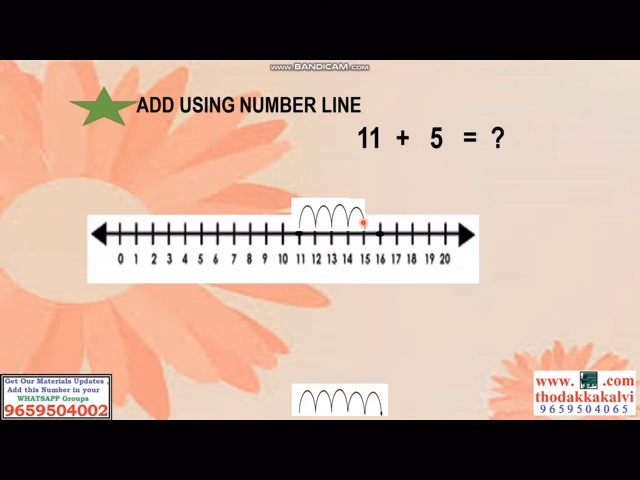 www.BANDICAM.com
ADD USING NUMBER LINE
11 + 5 = ?
0 1 2 3 4 5 6 7 8 9 10 11 12 13 14 15 16 17 18 19 20
Get Our Materials Updates ,
Add this Number in your
WHATSAPP Groups
9659504002
www. .com
thodakkakalvi
9659504065